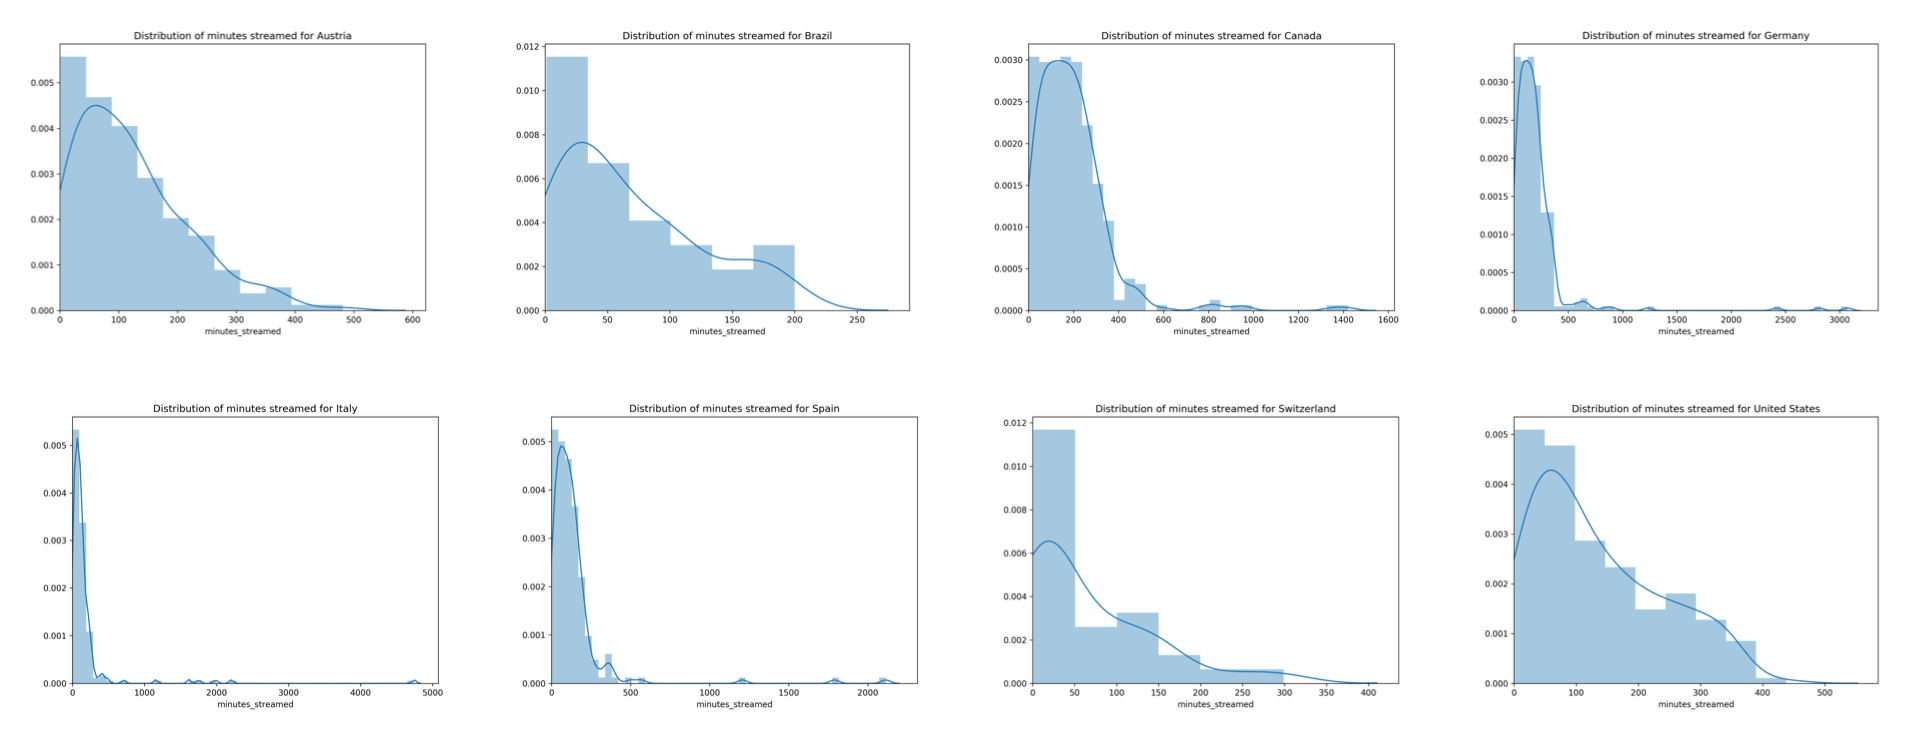 Distribution of minutes streamed for Austria
0.005
0.004
0.003
0.002
0.001
0.000
0 100 200 300 400 500 600
minutes_streamed
Distribution of minutes streamed for Brazil
0.012
0.010
0.008
0.006
0.004
0.002
0.000
0 50 100 150 200 250
minutes_streamed
Distribution of minutes streamed for Canada
0.0030
0.0025
0.0020
0.0015
0.0010
0.0005
0.0000
0 200 400 600 800 1000 1200 1400 1600
minutes_streamed
Distribution of minutes streamed for Germany
0.0030
0.0025
0.0020
0.0015
0.0010
0.0005
0.0000
0 500 1000 1500 2000 2500 3000
minutes_streamed
Distribution of minutes streamed for Italy
0.005
0.004
0.003
0.002
0.001
0.000
0 1000 2000 3000 4000 5000
minutes_streamed
Distribution of minutes streamed for Spain
0.005
0.004
0.003
0.002
0.001
0.000
0 500 1000 1500 2000
minutes_streamed
Distribution of minutes streamed for Switzerland
0.012
0.010
0.008
0.006
0.004
0.002
0.000
0 50 100 150 200 250 300 350 400
minutes_streamed
Distribution of minutes streamed for United States
0.005
0.004
0.003
0.002
0.001
0.000
0 100 200 300 400 500
minutes_streamed